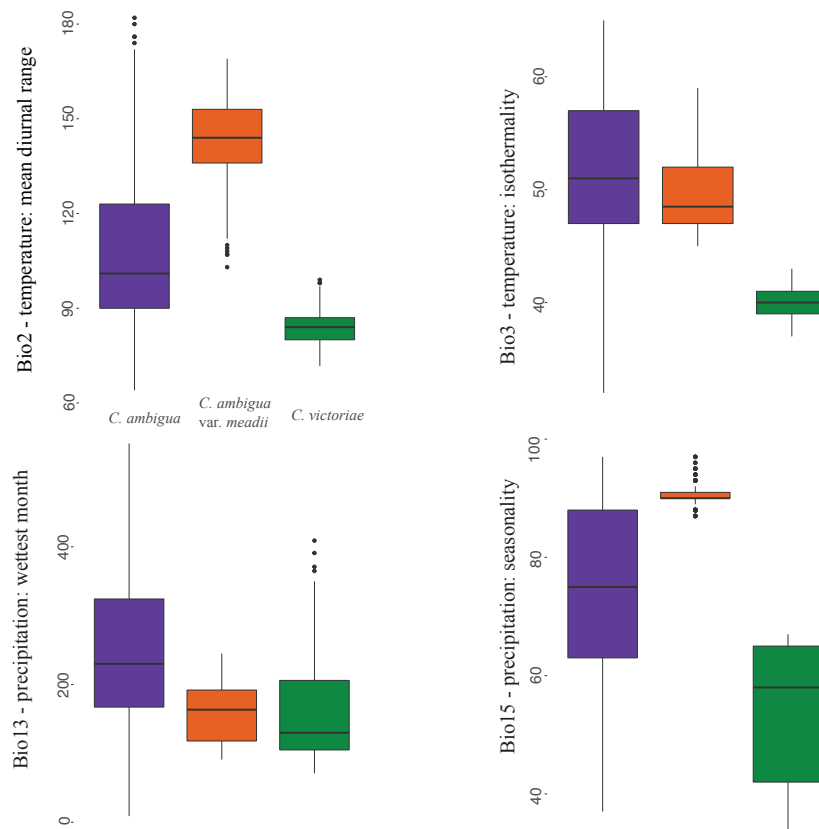 Bio2 - temperature: mean diurnal range
180
150
120
90
60
Bio3 - temperature: isothermality
60
50
40
C. ambigua
C. ambigua
var. meadii
C. victoriae
Bio13 - precipitation: wettest month
400
200
0
Bio15 - precipitation: seasonality
100
80
60
40